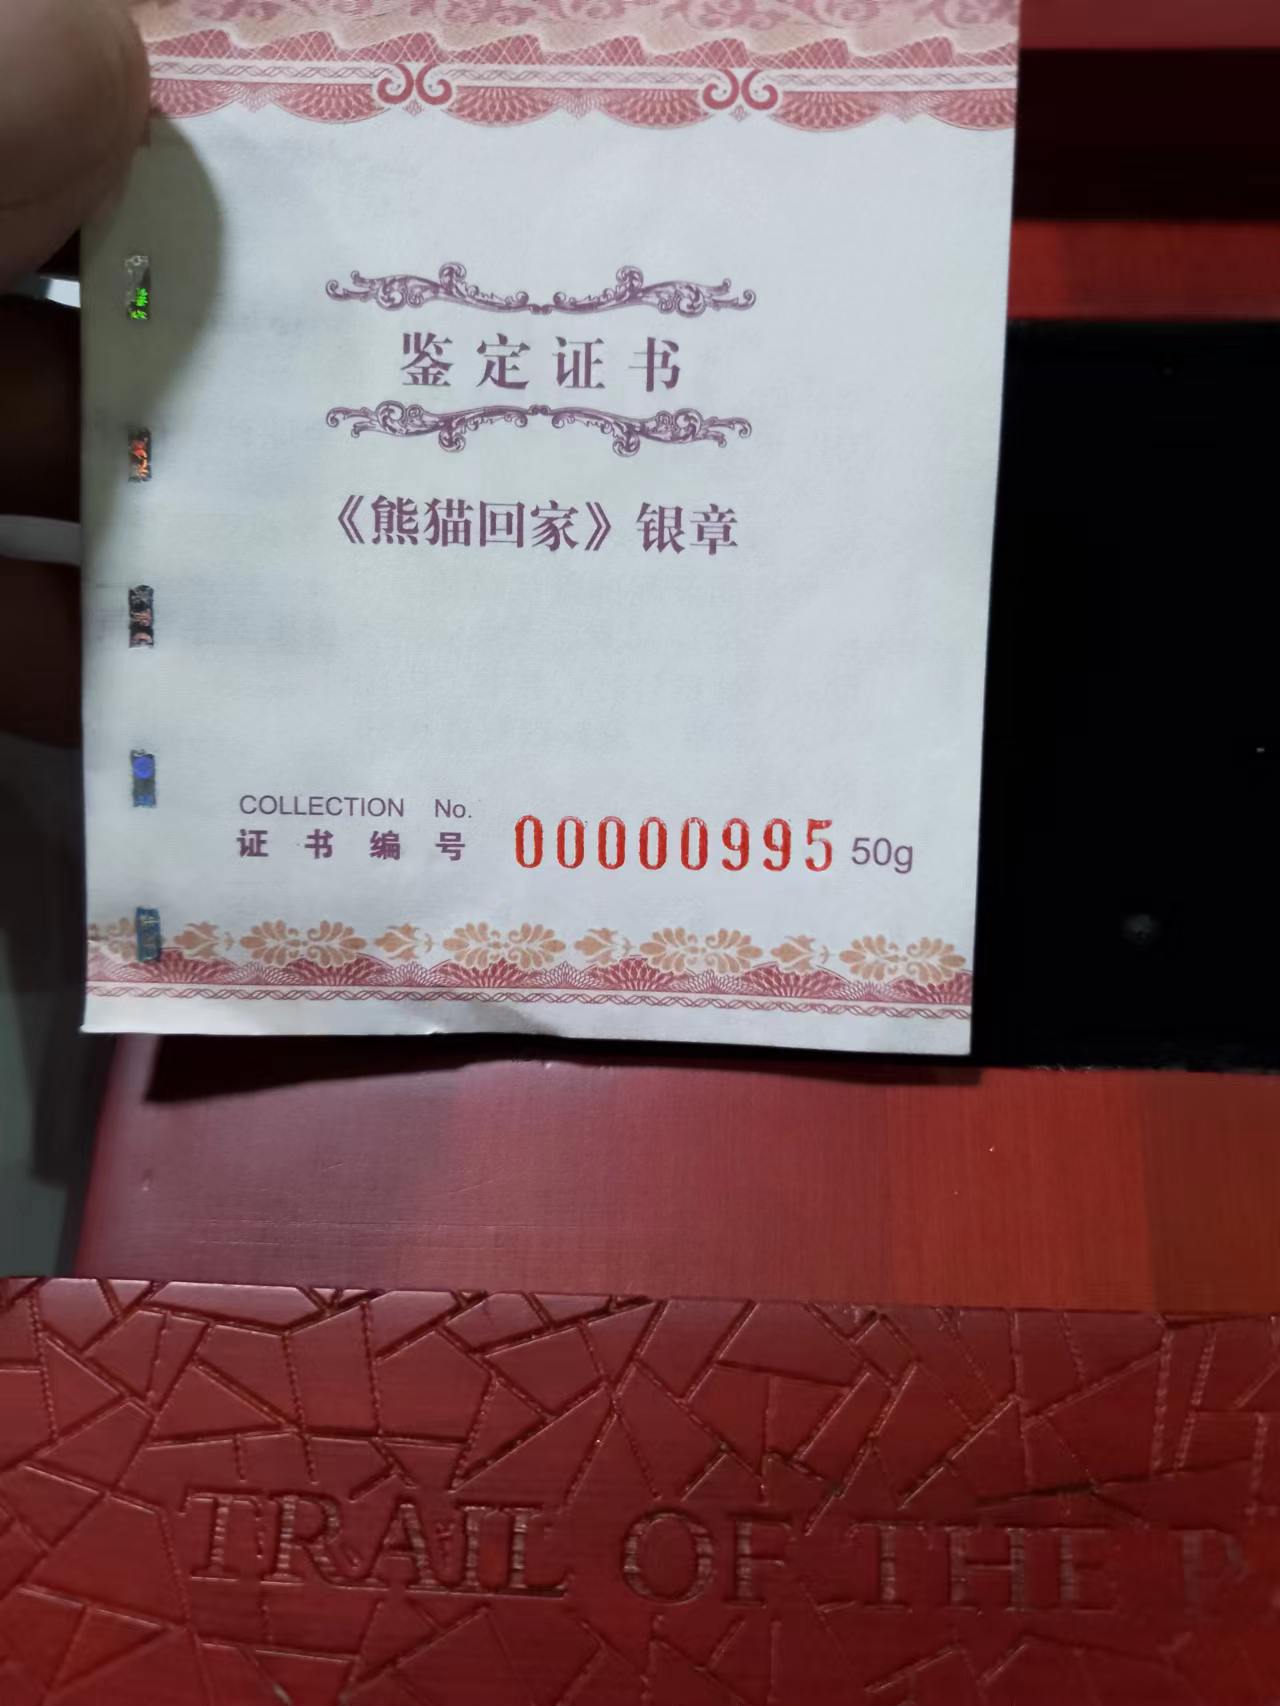 鉴定证书
《熊猫回家》银章
COLLECTION No.
证书编号 00000995 50g
TRAIL OF THE P